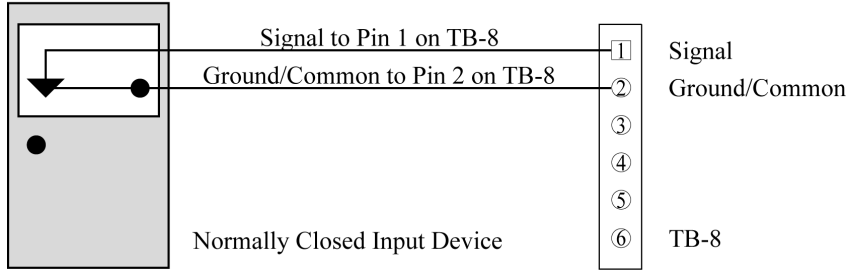 Signal to Pin 1 on TB-8
1 Signal
Ground/Common to Pin 2 on TB-8
2 Ground/Common
3
4
5
Normally Closed Input Device
6 TB-8